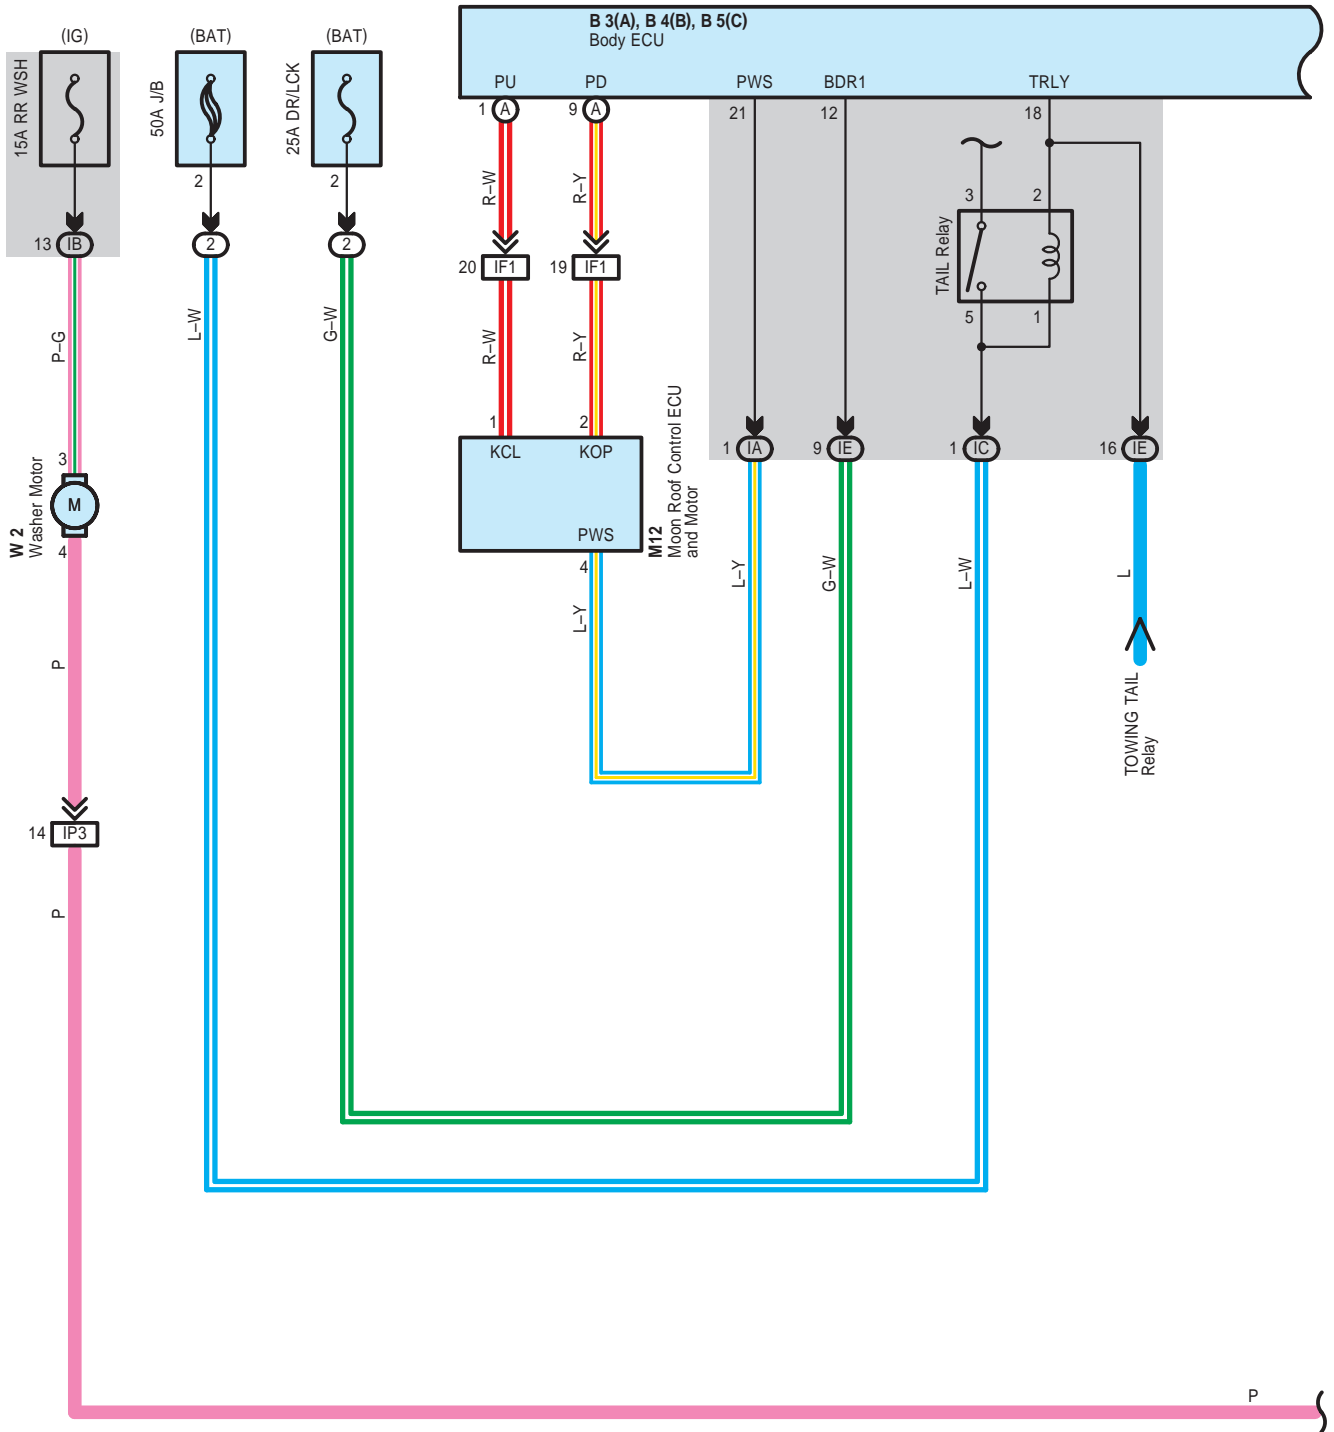 B 3(A), B 4(B), B 5(C)
Body ECU
(IG)
(BAT)
(BAT)
15A RR WSH
50A J/B
25A DR/LCK
PU
PD
PWS
BDR1
TRLY
1
A
9
A
21
12
18
2
2
R–W
R–Y
3
2
TAIL Relay
13
IB
2
2
20
IF1
19
IF1
5
1
P–G
L–W
G–W
R–W
R–Y
1
2
KCL
KOP
PWS
4
M12
Moon Roof Control ECU
and Motor
1
IA
9
IE
1
IC
16
IE
3
M
4
W 2
Washer Motor
L–Y
L–Y
G–W
L–W
L
P
TOWING TAIL
Relay
14
IP3
P
P